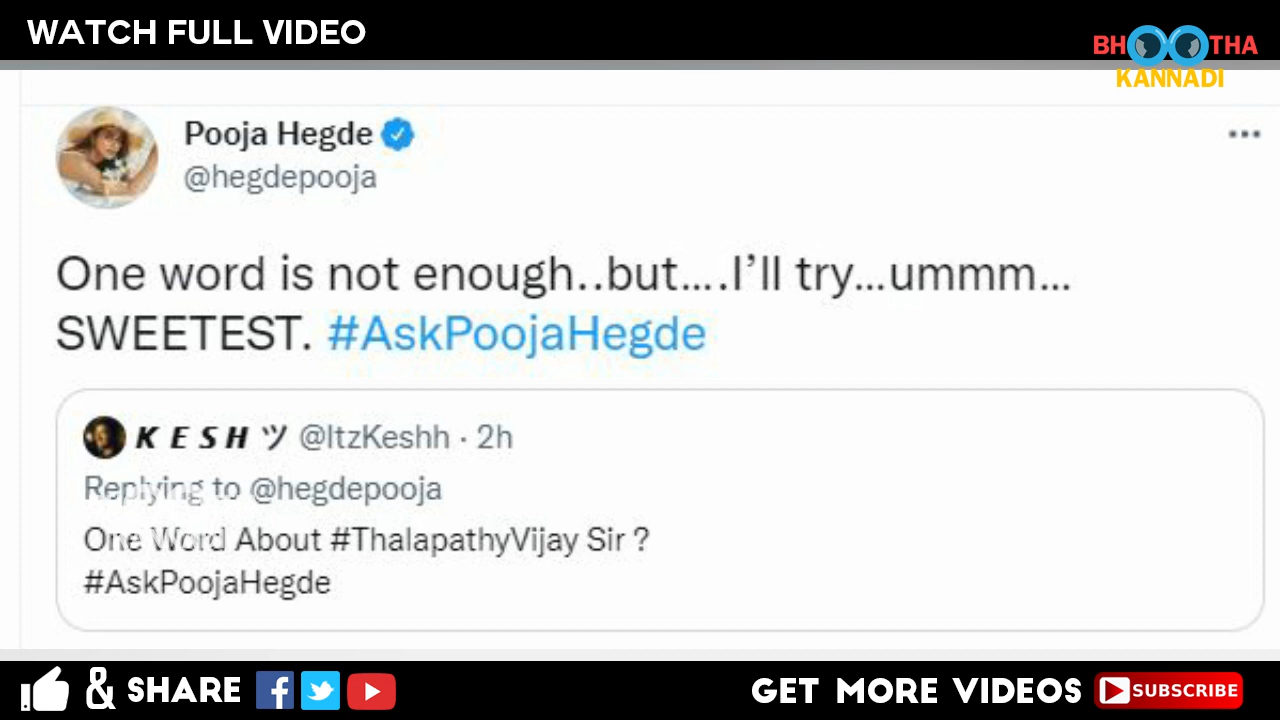 WATCH FULL VIDEO
BHOOTHA
KANNADI
Pooja Hegde
@hegdepooja
One word is not enough..but....I’ll try...ummm...
SWEETEST. #AskPoojaHegde
K E S H ツ @ItzKeshh · 2h
Replying to @hegdepooja
One Word About #ThalapathyVijay Sir ?
#AskPoojaHegde
& SHARE
GET MORE VIDEOS
SUBSCRIBE